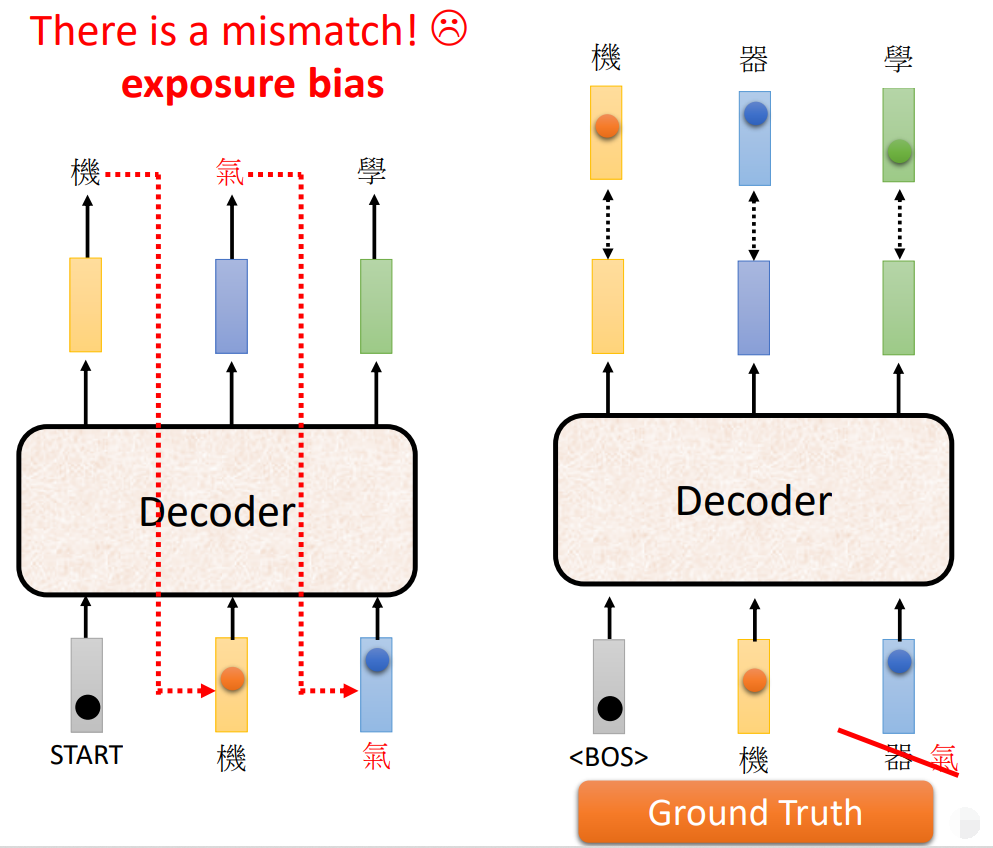 There is a mismatch! ☹
exposure bias
機 氣 學
Decoder
START 機 氣
機 器 學
Decoder
<BOS> 機 器 氣
Ground Truth